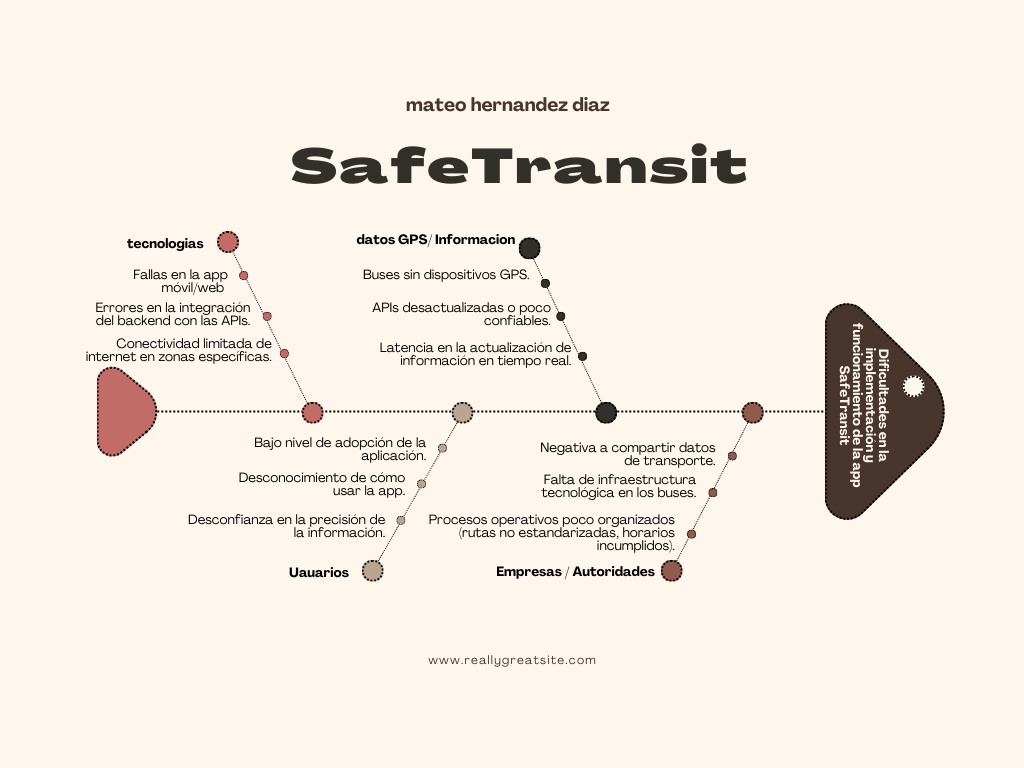 mateo hernandez diaz
SafeTransit
tecnologias
Fallas en la app
móvil/web
Errores en la integración
del backend con las APIs.
Conectividad limitada de
internet en zonas específicas.
datos GPS/ Informacion
Buses sin dispositivos GPS.
APIs desactualizadas o poco
confiables.
Latencia en la actualización de
información en tiempo real.
Bajo nivel de adopción de la
aplicación.
Desconocimiento de cómo
usar la app.
Desconfianza en la precisión de
la información.
Uauarios
Negativa a compartir datos
de transporte.
Falta de infraestructura
tecnológica en los buses.
Procesos operativos poco organizados
(rutas no estandarizadas, horarios
incumplidos).
Empresas / Autoridades
Dificultades en la
implementación y
funcionamiento de la app
SafeTransit
www.reallygreatsite.com